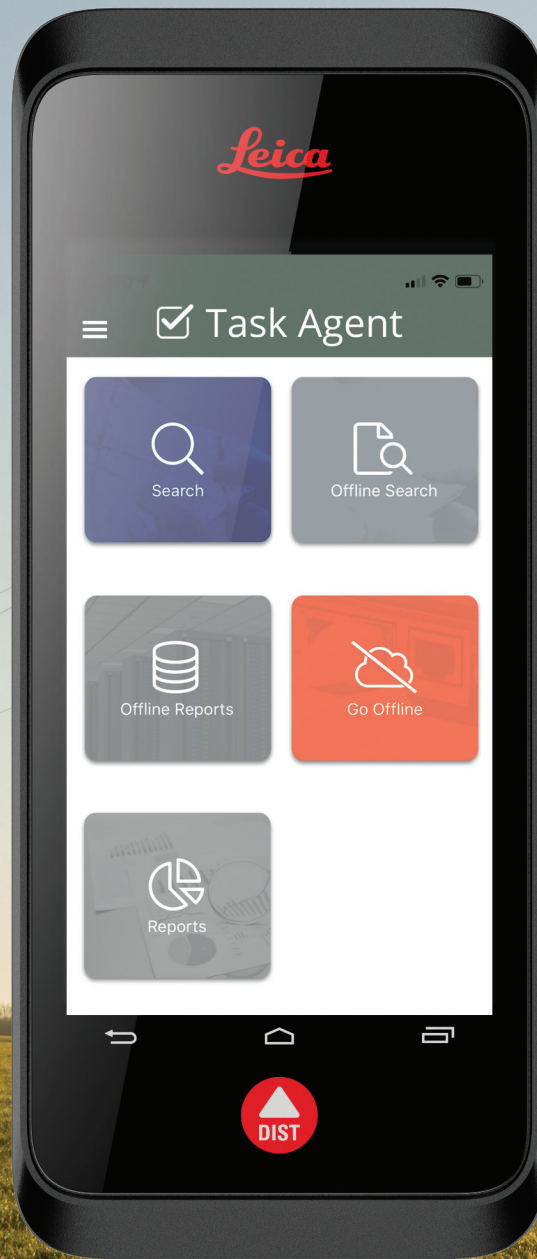 Leica
Task Agent
Search
Offline Search
Offline Reports
Go Offline
Reports
DIST